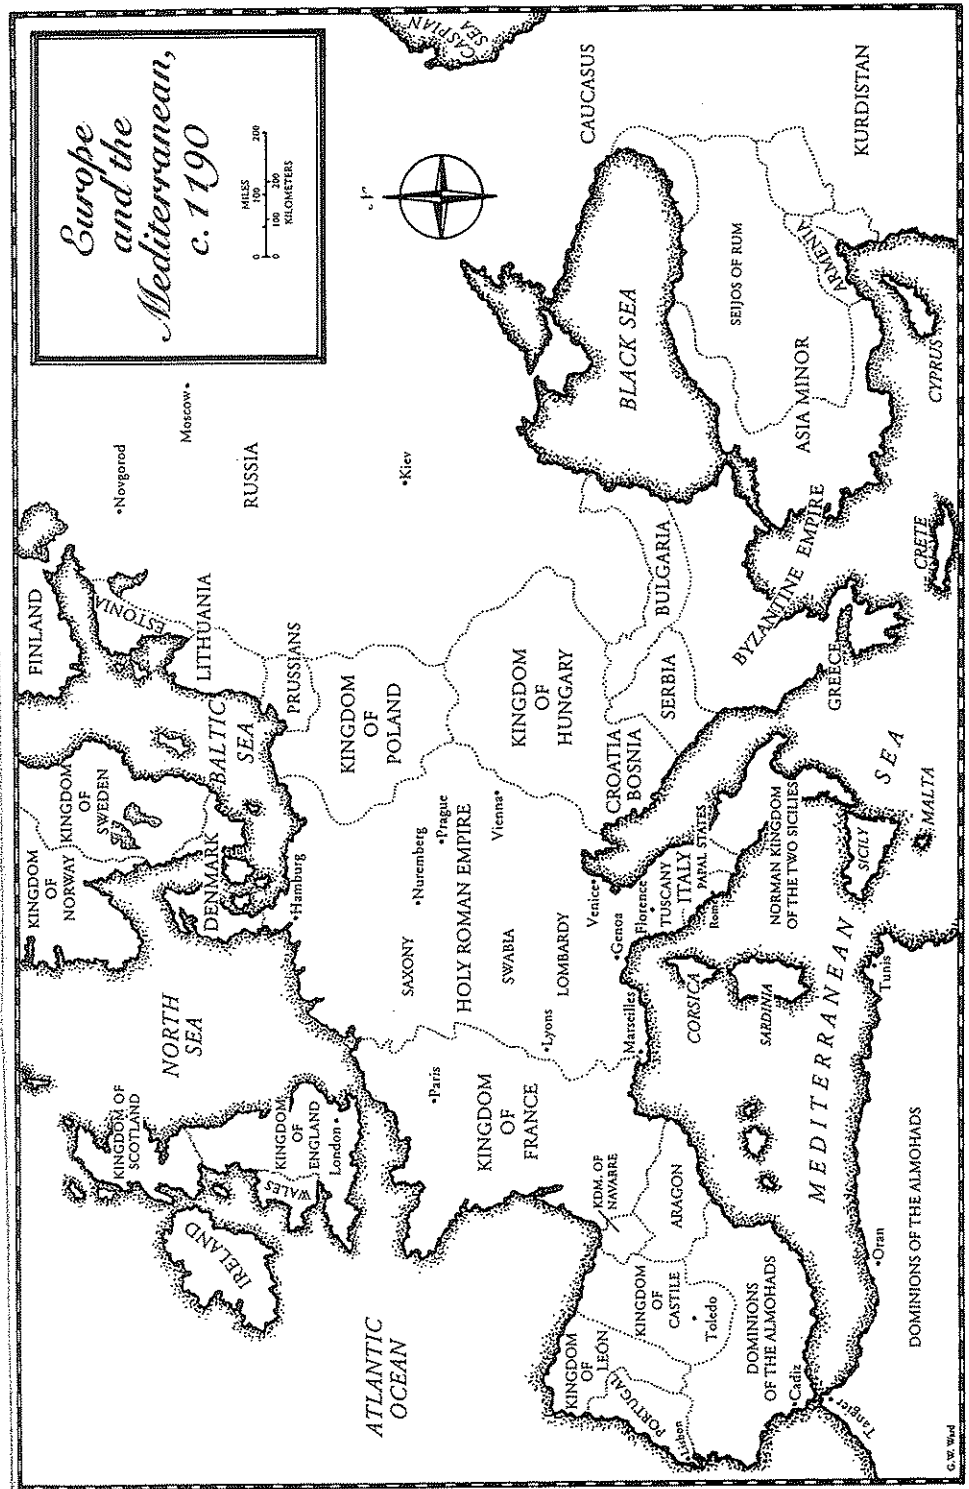 Europe
and the
Mediterranean,
c. 1190
MILES
0 100 200
0 100 200
KILOMETERS
CASPIAN
SEA
CAUCASUS
KURDISTAN
FINLAND
Novgorod
Moscow
RUSSIA
Kiev
ESTONIA
LITHUANIA
PRUSSIANS
KINGDOM
OF
POLAND
KINGDOM
OF
HUNGARY
BLACK SEA
SEIJOS OF RUM
ARMENIA
ASIA MINOR
CYPRUS
CRETE
BYZANTINE EMPIRE
BULGARIA
SERBIA
GREECE
CROATIA
BOSNIA
KINGDOM
OF
NORWAY
KINGDOM
OF
SWEDEN
BALTIC
SEA
DENMARK
Hamburg
NORTH
SEA
Nuremberg
Prague
Vienna
SAXONY
HOLY ROMAN EMPIRE
SWABIA
LOMBARDY
Venice
Genoa
Florence
TUSCANY
ITALY
PAPAL STATES
Rome
NORMAN KINGDOM
OF THE TWO SICILIES
SICILY
MALTA
CORSICA
SARDINIA
Tunis
MEDITERRANEAN SEA
KINGDOM OF
SCOTLAND
IRELAND
WALES
KINGDOM
OF
ENGLAND
London
ATLANTIC
OCEAN
Paris
KINGDOM
OF
FRANCE
Lyons
Marseilles
KDM. OF
NAVARRE
ARAGON
KINGDOM
OF
CASTILE
Toledo
KINGDOM
OF
LEÓN
PORTUGAL
Lisbon
DOMINIONS
OF THE ALMOHADS
Cadiz
Tangier
Oran
DOMINIONS OF THE ALMOHADS
G.W. Ward